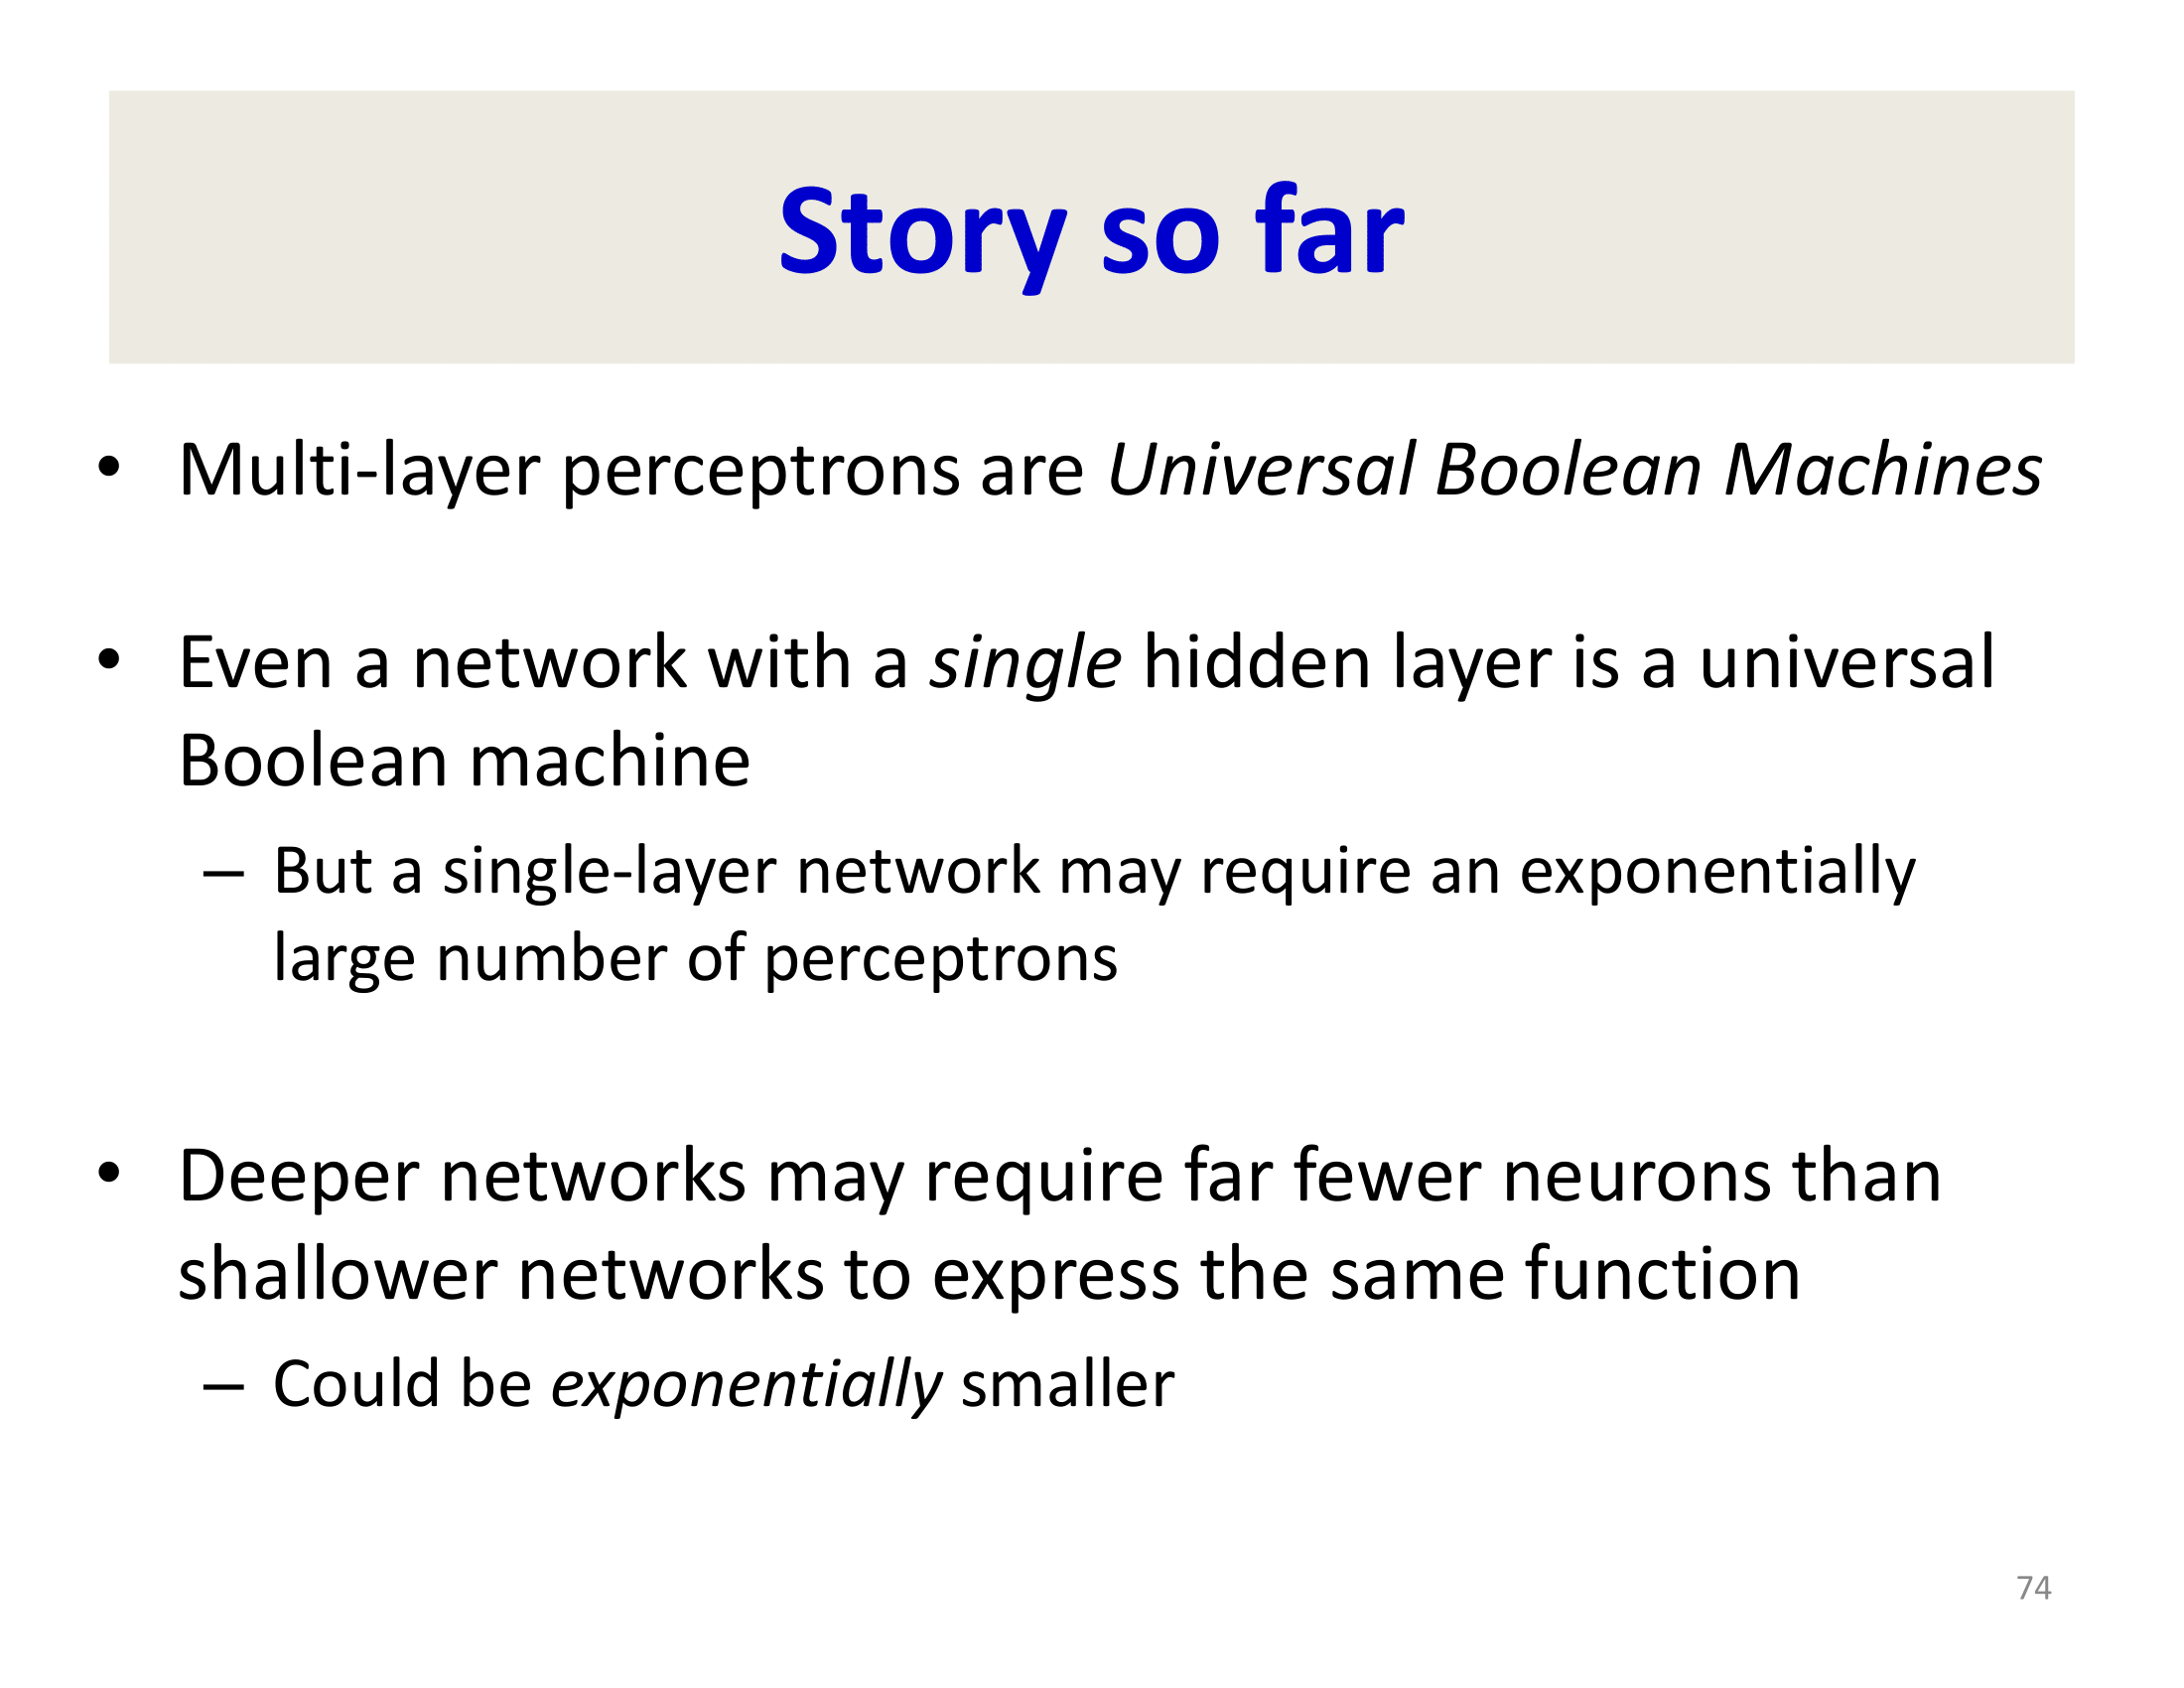 Story so far
• Multi-layer perceptrons are Universal Boolean Machines
• Even a network with a single hidden layer is a universal
Boolean machine
– But a single-layer network may require an exponentially
large number of perceptrons
• Deeper networks may require far fewer neurons than
shallower networks to express the same function
– Could be exponentially smaller
74